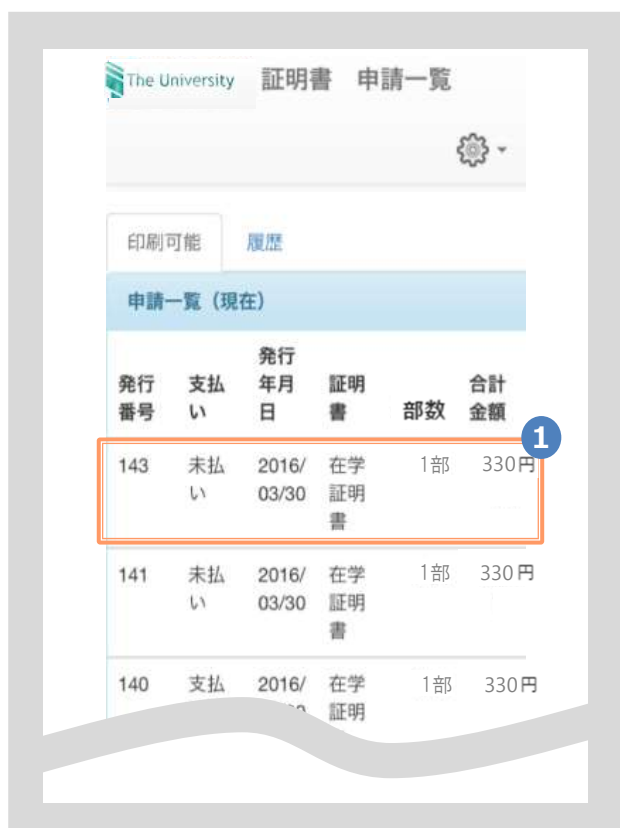 The University 証明書 申請一覧
印刷可能 履歴
申請一覧（現在）
発行番号 支払い 発行年月日 証明書 部数 合計金額
1
143 未払い 2016/03/30 在学証明書 1部 330円
141 未払い 2016/03/30 在学証明書 1部 330円
140 支払 2016/ 在学証明 1部 330円